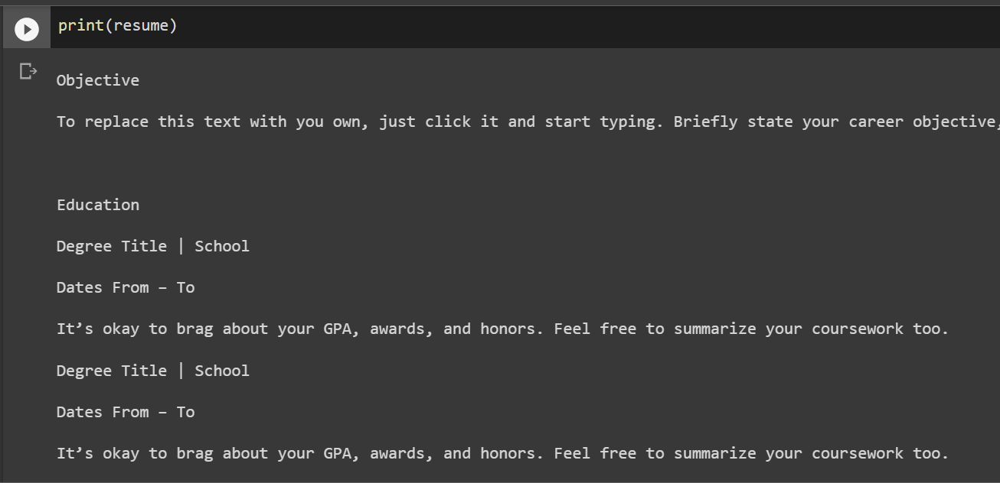 print(resume)
Objective
To replace this text with you own, just click it and start typing. Briefly state your career objective,
Education
Degree Title | School
Dates From – To
It’s okay to brag about your GPA, awards, and honors. Feel free to summarize your coursework too.
Degree Title | School
Dates From – To
It’s okay to brag about your GPA, awards, and honors. Feel free to summarize your coursework too.